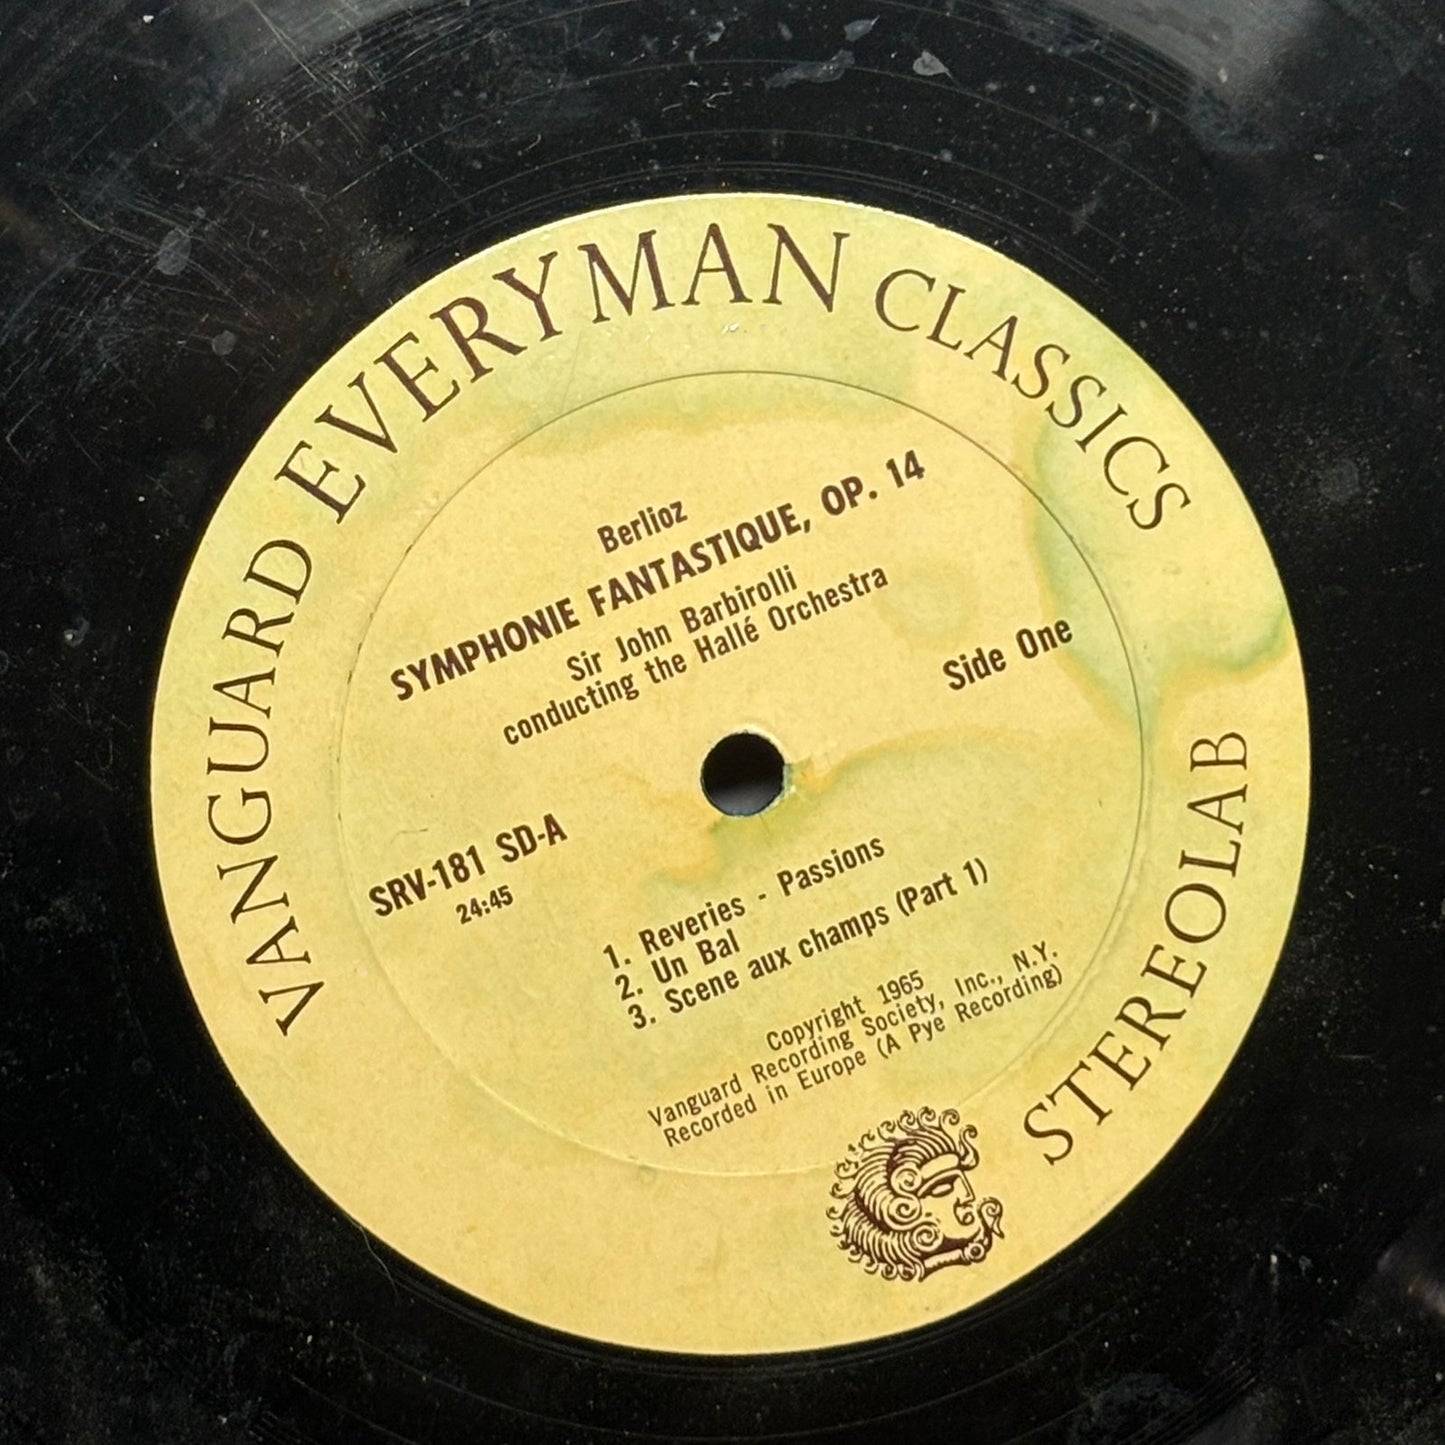 VANGUARD EVERYMAN CLASSICS
Berlioz
SYMPHONIE FANTASTIQUE, OP. 14
Sir John Barbirolli
conducting the Hallé Orchestra
Side One
SRV-181 SD-A
24:45
1. Reveries - Passions
2. Un Bal
3. Scene aux champs (Part 1)
Copyright 1965
Vanguard Recording Society, Inc., N.Y.
Recorded in Europe (A Pye Recording)
STEREOLAB